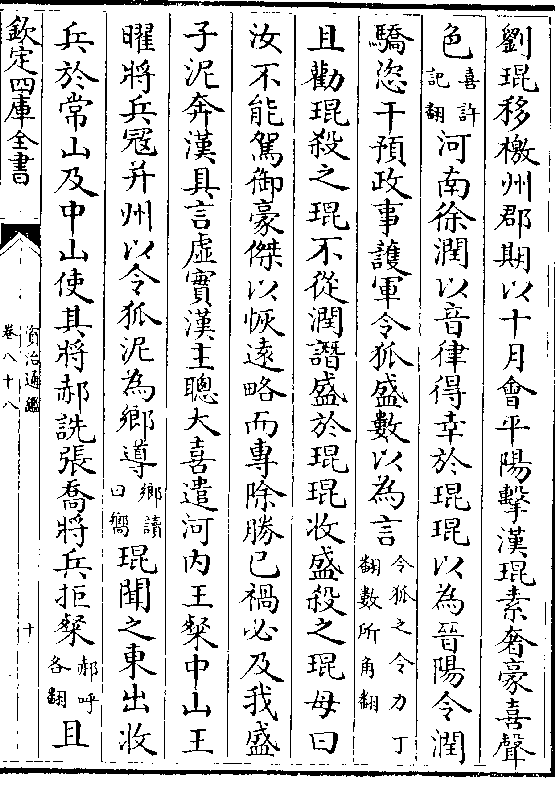 劉琨移檄州郡期以十月會平陽擊漢琨素奢豪喜聲
色喜許記翻河南徐潤以音律得幸於琨琨以為晉陽令潤
驕恣干預政事護軍令狐盛數以為言令狐之令力丁翻數所角翻
且勸琨殺之琨不從潤譖盛於琨琨收盛殺之琨母曰
汝不能駕御豪傑以恢遠略而專除勝已禍必及我盛
子泥奔漢具言虛實漢主聰大喜遣河內王粲中山王
曜將兵寇并州以令狐泥為鄉導鄉讀曰嚮琨聞之東出收
兵於常山及中山使其將郝詵張喬將兵拒粲郝呼各翻且
欽定四庫全書
資治通鑑
卷八十八
十